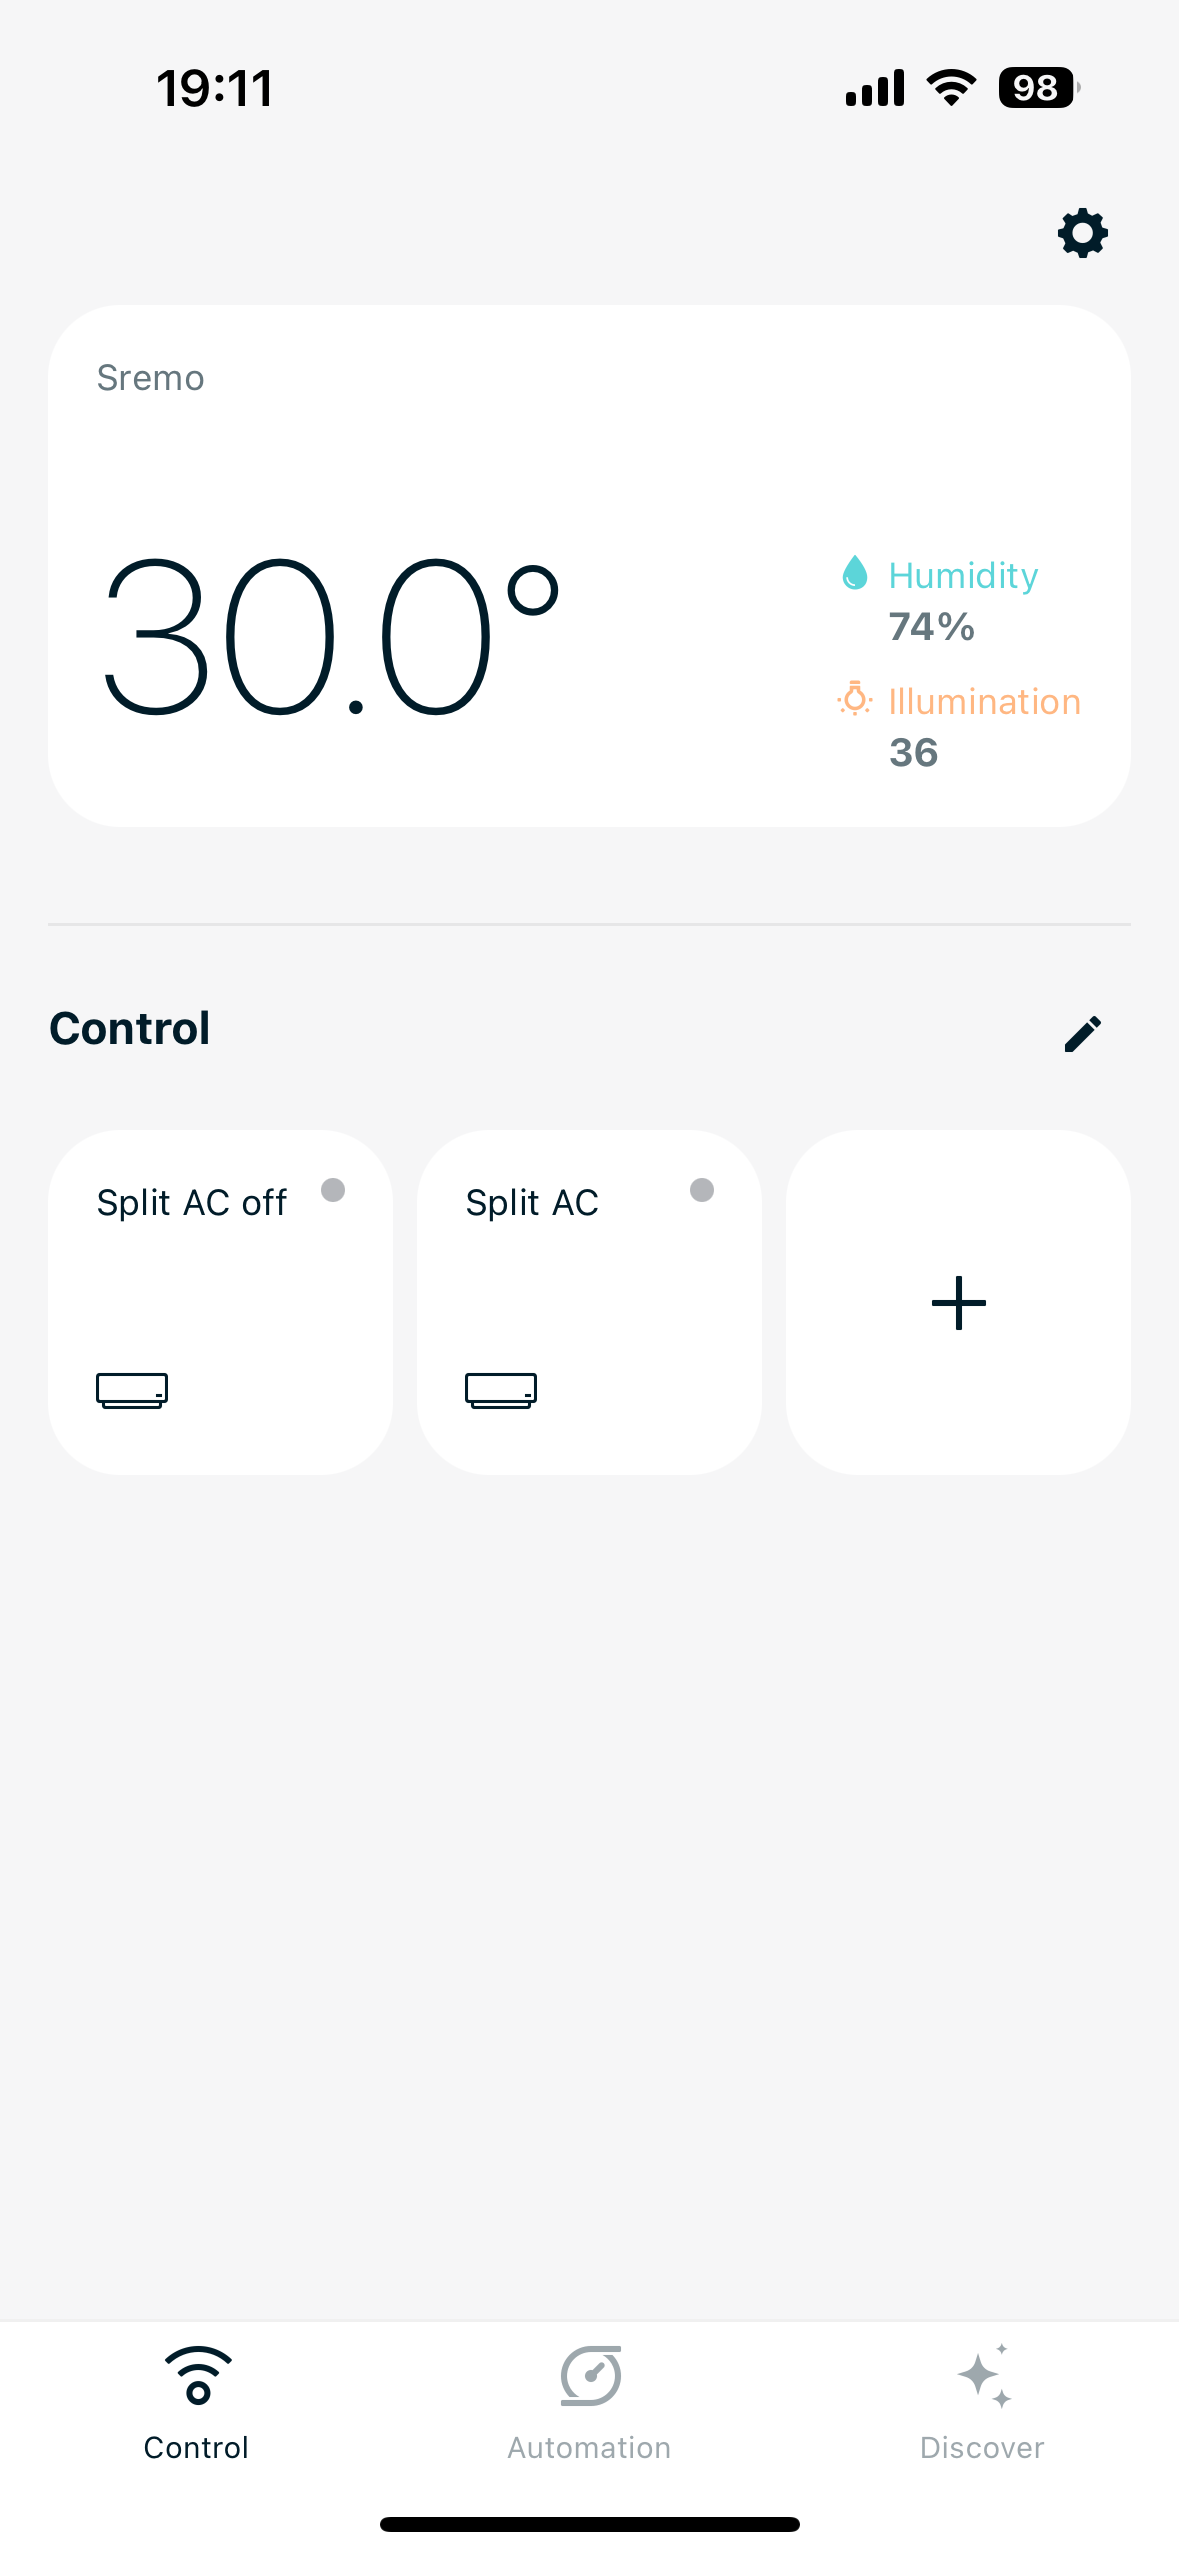 19:11
98
Sremo
30.0°
Humidity
74%
Illumination
36
Control
Split AC off
Split AC
Control
Automation
Discover